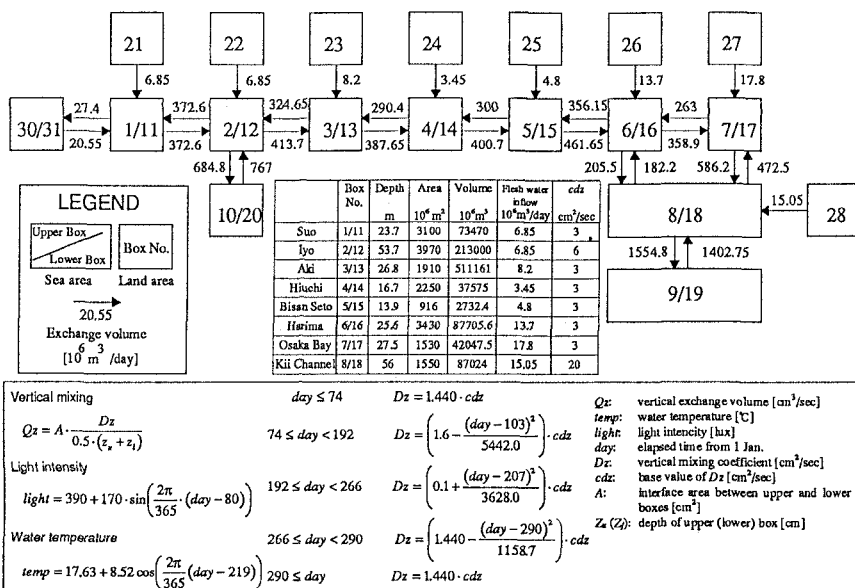 21 22 23 24 25 26 27
6.85 6.85 8.2 3.45 4.8 13.7 17.8
27.4 372.6 324.65 290.4 300 356.15 263
30/31 1/11 2/12 3/13 4/14 5/15 6/16 7/17
20.55 372.6 413.7 387.65 400.7 461.65 358.9
684.8 767 205.5 182.2 586.2 472.5
10/20
8/18
15.05
28
1554.8 1402.75
9/19
LEGEND
Upper Box
Lower Box
Box No.
Sea area Land area
20.55
Exchange volume
[10^6 m^3 /day]
Box No. Depth m Area 10^6 m^2 Volume 10^6 m^3 Flesh water inflow 10^6 m^3/day cdz cm^2/sec
Suo 1/11 23.7 3100 73470 6.85 3
Iyo 2/12 53.7 3970 213000 6.85 6
Aki 3/13 26.8 1910 511161 8.2 3
Hiuchi 4/14 16.7 2250 37575 3.45 3
Bisan Seto 5/15 13.9 916 2732.4 4.8 3
Harima 6/16 25.6 3430 87705.6 13.7 3
Osaka Bay 7/17 27.5 1530 42047.5 17.8 3
Kii Channel 8/18 56 1550 87024 15.05 20
Vertical mixing
Qz = A · Dz / 0.5·(z_u + z_l)
Light intensity
light = 390 + 170 · sin(2π/365 · (day − 80))
Water temperature
temp = 17.63 + 8.52 cos(2π/365 (day − 219))
day ≤ 74 Dz = 1.440 · cdz
74 ≤ day < 192 Dz = (1.6 − (day − 103)^2 / 5442.0) · cdz
192 ≤ day < 266 Dz = (0.1 + (day − 207)^2 / 3628.0) · cdz
266 ≤ day < 290 Dz = (1.440 − (day − 290)^2 / 1158.7) · cdz
290 ≤ day Dz = 1.440 · cdz
Qz: vertical exchange volume [cm^3/sec]
temp: water temperature [℃]
light: light intencity [lux]
day: elapsed time from 1 Jan.
Dz: vertical mixing coefficient [cm^2/sec]
cdz: base value of Dz [cm^2/sec]
A: interface area between upper and lower
boxes [cm^2]
Z_u (Z_l): depth of upper (lower) box [cm]